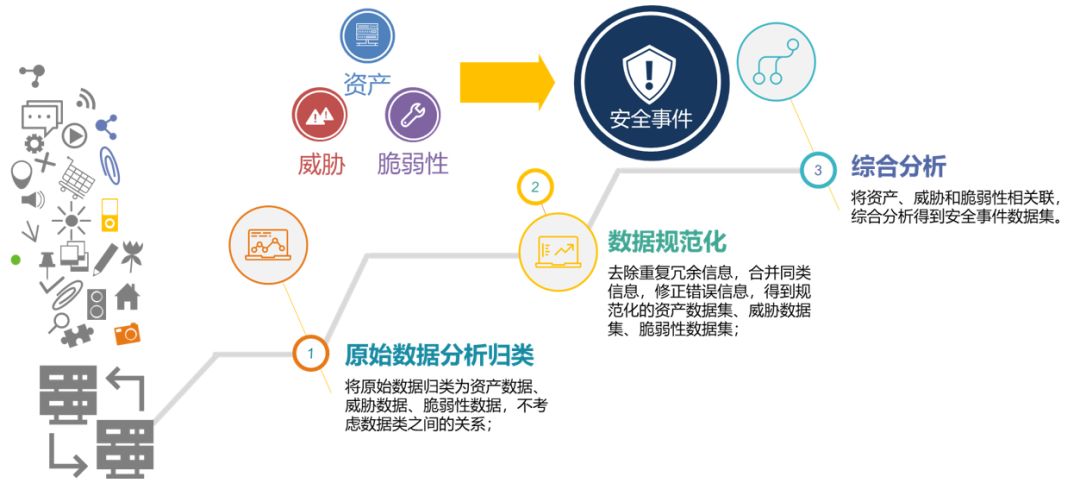 资产
威胁
脆弱性
安全事件
3
综合分析
将资产、威胁和脆弱性相关联，
综合分析得到安全事件数据集。
2
数据规范化
去除重复冗余信息，合并同类
信息，修正错误信息，得到规
范化的资产数据集、威胁数据
集、脆弱性数据集；
1
原始数据分析归类
将原始数据归类为资产数据、
威胁数据、脆弱性数据，不考
虑数据类之间的关系；